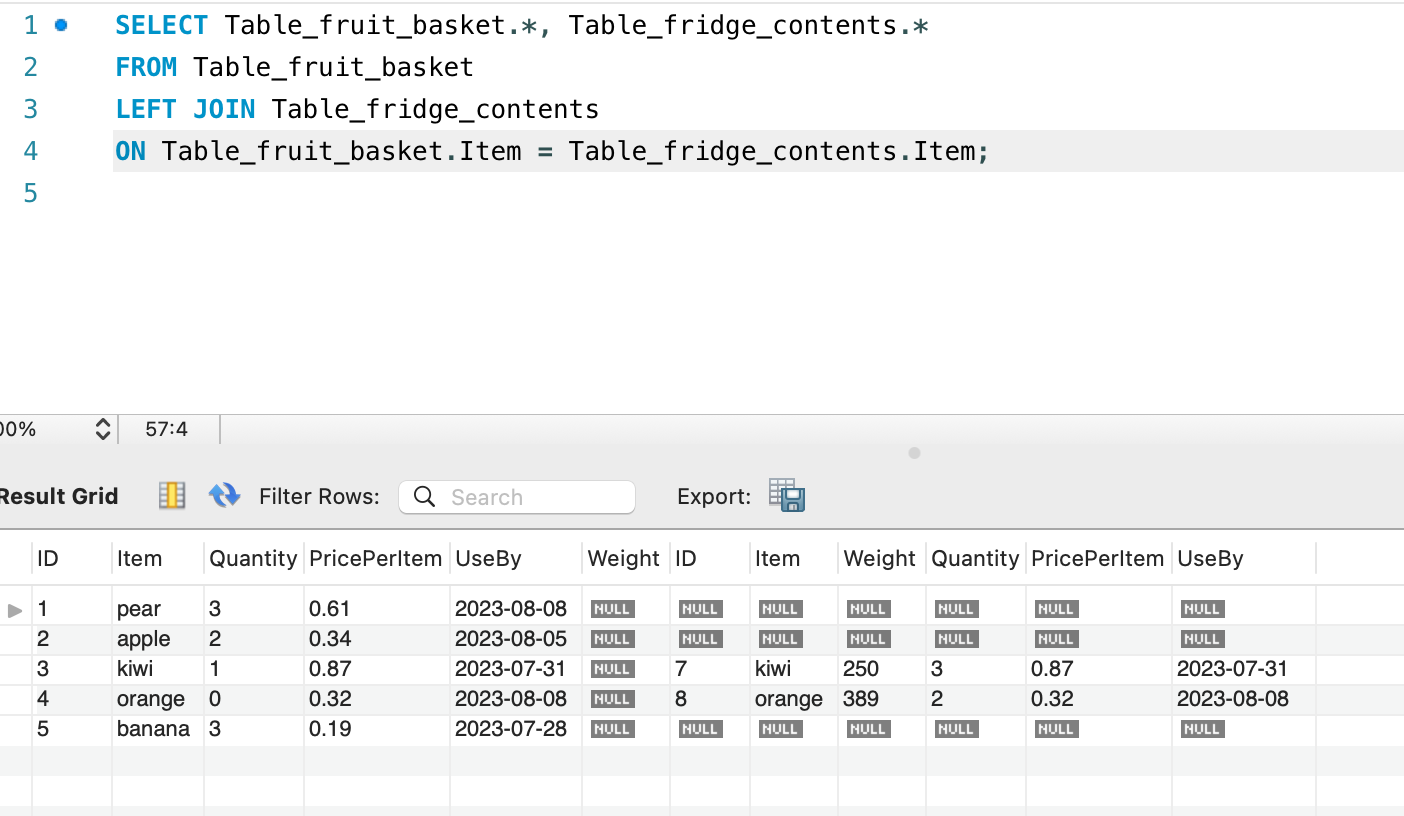 1 SELECT Table_fruit_basket.*, Table_fridge_contents.*
2 FROM Table_fruit_basket
3 LEFT JOIN Table_fridge_contents
4 ON Table_fruit_basket.Item = Table_fridge_contents.Item;
5
00% 57:4
Result Grid Filter Rows: Search Export:
ID Item Quantity PricePerItem UseBy Weight ID Item Weight Quantity PricePerItem UseBy
1 pear 3 0.61 2023-08-08 NULL NULL NULL NULL NULL NULL NULL
2 apple 2 0.34 2023-08-05 NULL NULL NULL NULL NULL NULL NULL
3 kiwi 1 0.87 2023-07-31 NULL 7 kiwi 250 3 0.87 2023-07-31
4 orange 0 0.32 2023-08-08 NULL 8 orange 389 2 0.32 2023-08-08
5 banana 3 0.19 2023-07-28 NULL NULL NULL NULL NULL NULL NULL